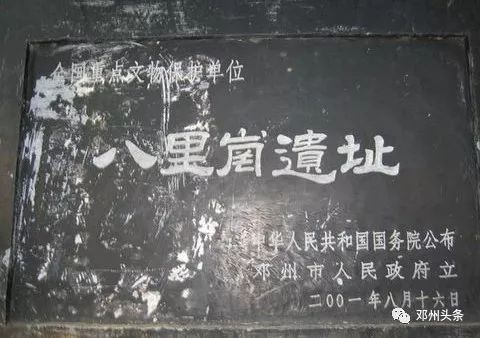 全国重点文物保护单位
八里崗遺址
中华人民共和国国务院公布
邓州市人民政府立
二〇〇一年八月十六日
邓州头条